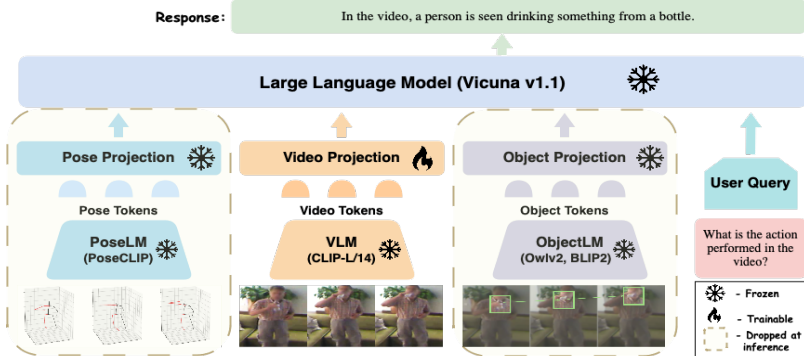 Response:
In the video, a person is seen drinking something from a bottle.
Large Language Model (Vicuna v1.1)
Pose Projection
Video Projection
Object Projection
User Query
Pose Tokens
Video Tokens
Object Tokens
PoseLM
(PoseCLIP)
VLM
(CLIP-L/14)
ObjectLM
(Owlv2, BLIP2)
What is the action
performed in the
video?
- Frozen
- Trainable
- Dropped at
inference